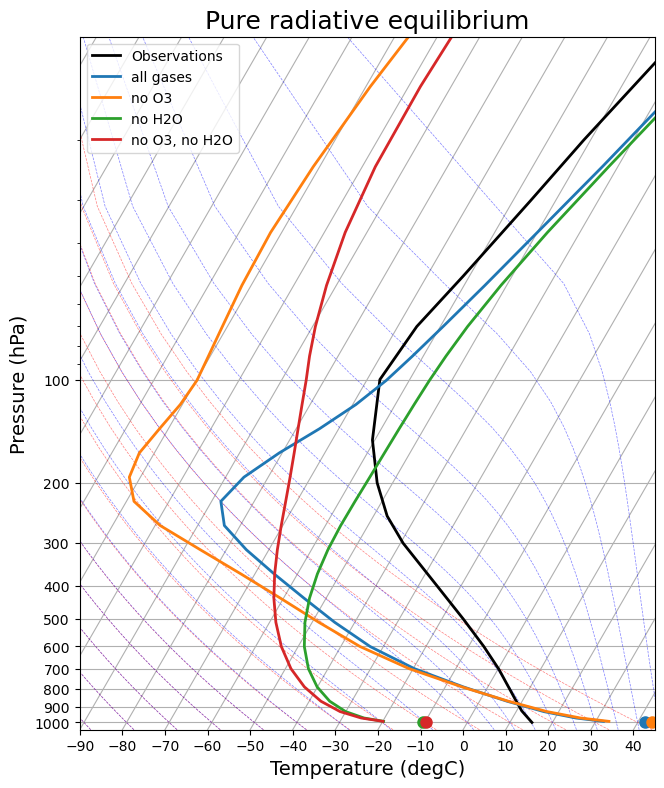 Pure radiative equilibrium
Observations
all gases
no O3
no H2O
no O3, no H2O
Pressure (hPa)
100
200
300
400
500
600
700
800
900
1000
−90 −80 −70 −60 −50 −40 −30 −20 −10 0 10 20 30 40
Temperature (degC)